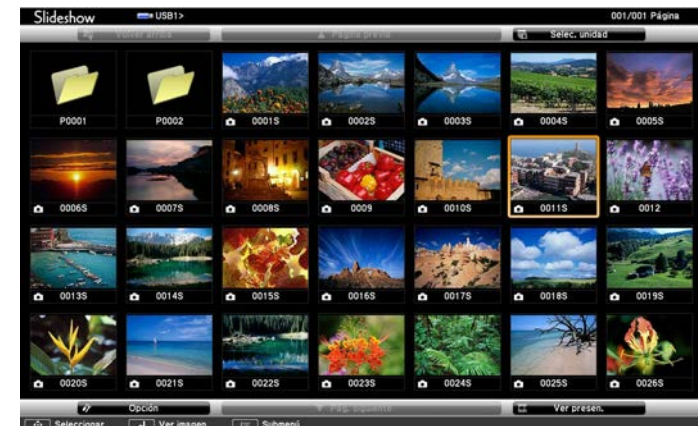 Slideshow USB1> 001/001 Página
Volver arriba Página previa Selec. unidad
P0001 P0002 0001S 0002S 0003S 0004S 0005S
0006S 0007S 0008S 0009 0010S 0011S 0012
0013S 0014S 0015S 0016S 0017S 0018S 0019S
0020S 0021S 0022S 0023S 0024S 0025S 0026S
Opción Pág. siguiente Ver presen.
Seleccionar Ver imagen Submenú